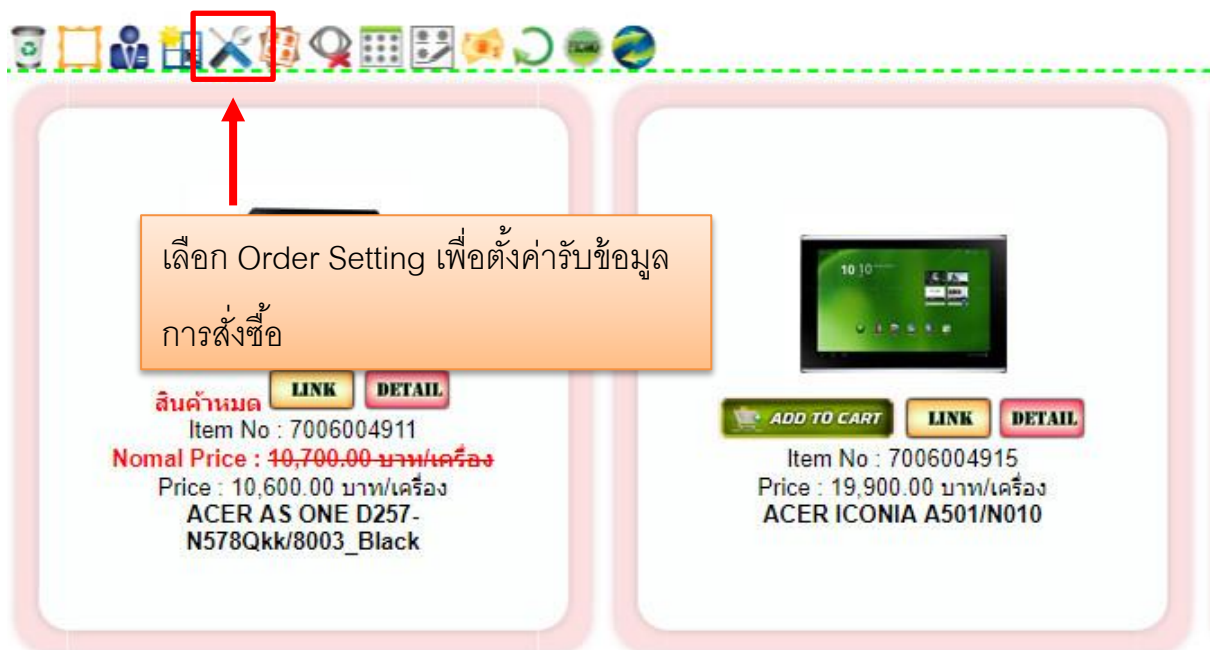 เลือก Order Setting เพื่อตั้งค่ารับข้อมูล
การสั่งซื้อ
สินค้าหมด LINK DETAIL
Item No : 7006004911
Nomal Price : 10,700.00 บาท/เครื่อง
Price : 10,600.00 บาท/เครื่อง
ACER AS ONE D257-
N578Qkk/8003_Black
10 10
ADD TO CART LINK DETAIL
Item No : 7006004915
Price : 19,900.00 บาท/เครื่อง
ACER ICONIA A501/N010